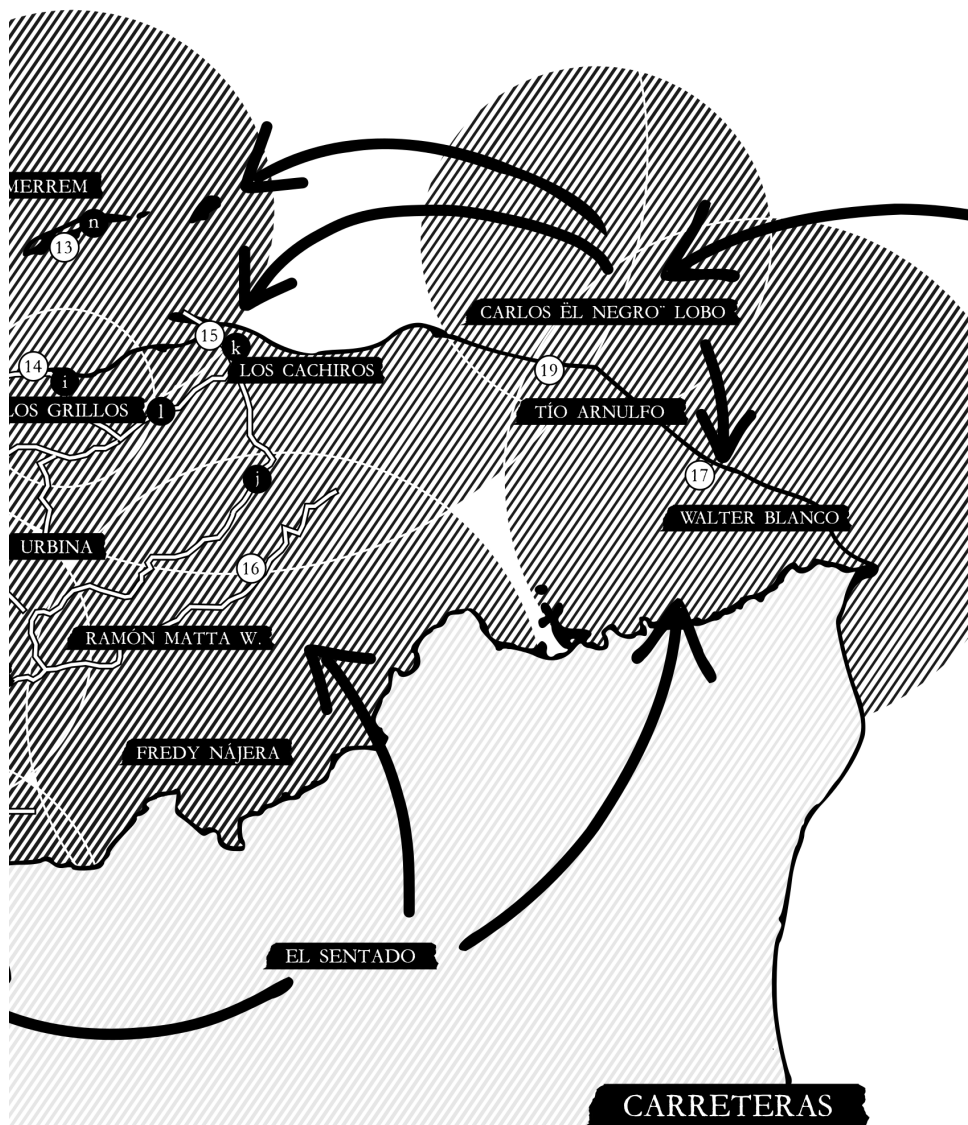 MERREM
n
13
CARLOS ËL NEGRO¨ LOBO
15
k
14
i
LOS CACHIROS
19
LOS GRILLOS
l
TÍO ARNULFO
j
17
WALTER BLANCO
URBINA
16
RAMÓN MATTA W.
FREDY NÁJERA
EL SENTADO
CARRETERAS